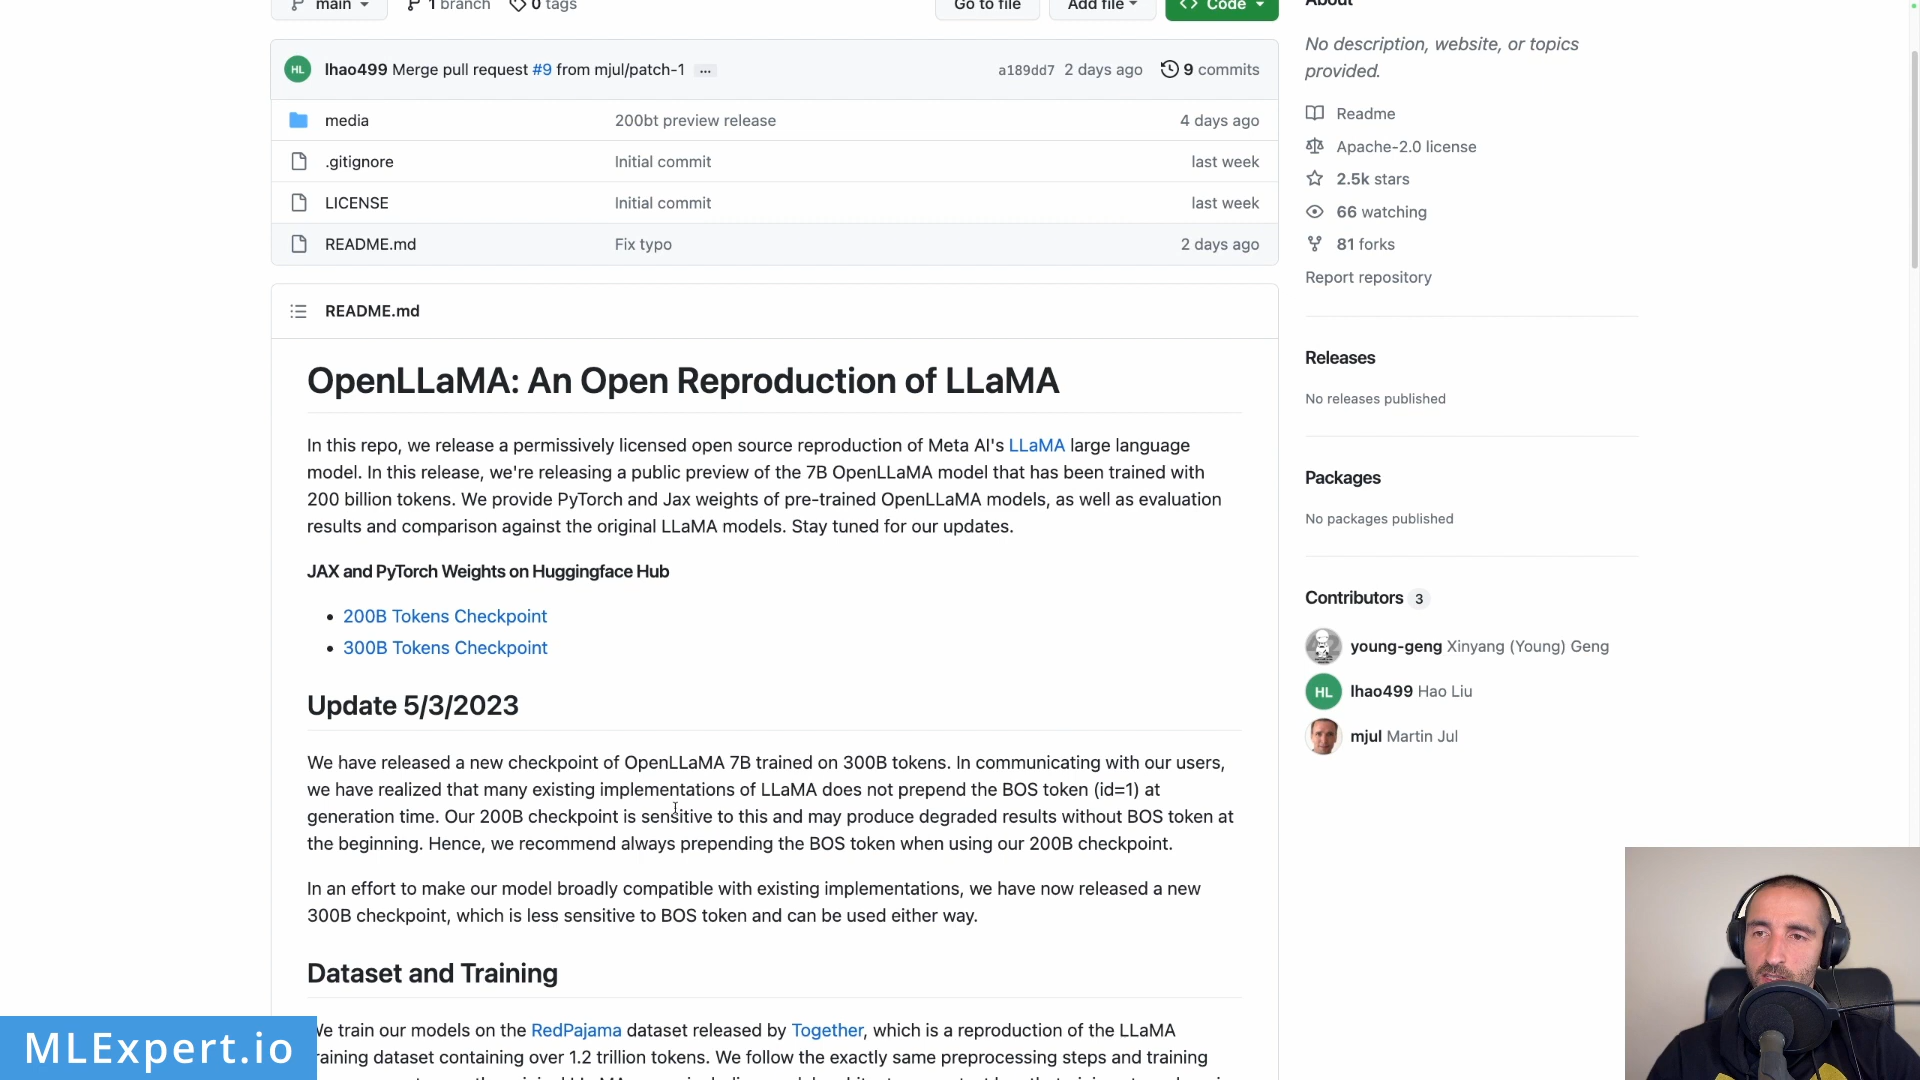 main 1 branch 0 tags Go to file Add file <> Code About
No description, website, or topics
provided.
HL lhao499 Merge pull request #9 from mjul/patch-1 ... a189dd7 2 days ago 9 commits
media 200bt preview release 4 days ago
.gitignore Initial commit last week
LICENSE Initial commit last week
README.md Fix typo 2 days ago
Readme
Apache-2.0 license
2.5k stars
66 watching
81 forks
Report repository
README.md
OpenLLaMA: An Open Reproduction of LLaMA
In this repo, we release a permissively licensed open source reproduction of Meta AI's LLaMA large language
model. In this release, we're releasing a public preview of the 7B OpenLLaMA model that has been trained with
200 billion tokens. We provide PyTorch and Jax weights of pre-trained OpenLLaMA models, as well as evaluation
results and comparison against the original LLaMA models. Stay tuned for our updates.
JAX and PyTorch Weights on Huggingface Hub
200B Tokens Checkpoint
300B Tokens Checkpoint
Update 5/3/2023
We have released a new checkpoint of OpenLLaMA 7B trained on 300B tokens. In communicating with our users,
we have realized that many existing implementations of LLaMA does not prepend the BOS token (id=1) at
generation time. Our 200B checkpoint is sensitive to this and may produce degraded results without BOS token at
the beginning. Hence, we recommend always prepending the BOS token when using our 200B checkpoint.
In an effort to make our model broadly compatible with existing implementations, we have now released a new
300B checkpoint, which is less sensitive to BOS token and can be used either way.
Dataset and Training
We train our models on the RedPajama dataset released by Together, which is a reproduction of the LLaMA
training dataset containing over 1.2 trillion tokens. We follow the exactly same preprocessing steps and training
Releases
No releases published
Packages
No packages published
Contributors 3
young-geng Xinyang (Young) Geng
HL lhao499 Hao Liu
mjul Martin Jul
MLExpert.io